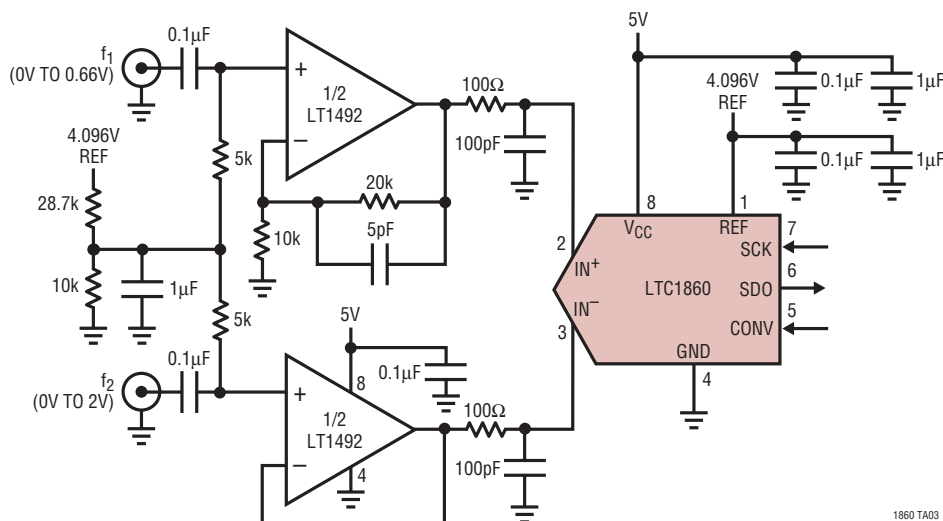 f1
(0V TO 0.66V)
0.1µF
+
1/2
LT1492
−
100Ω
100pF
5V
0.1µF
1µF
4.096V
REF
0.1µF
1µF
4.096V
REF
28.7k
10k
1µF
5k
5k
10k
20k
5pF
8
VCC
1
REF
7
SCK
6
SDO
5
CONV
2
IN+
IN−
3
LTC1860
GND
4
f2
(0V TO 2V)
0.1µF
+
1/2
LT1492
−
5V
8
0.1µF
4
100Ω
100pF
1860 TA03